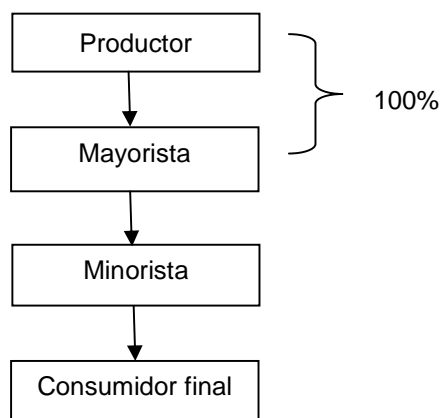 Productor
100%
Mayorista
Minorista
Consumidor final